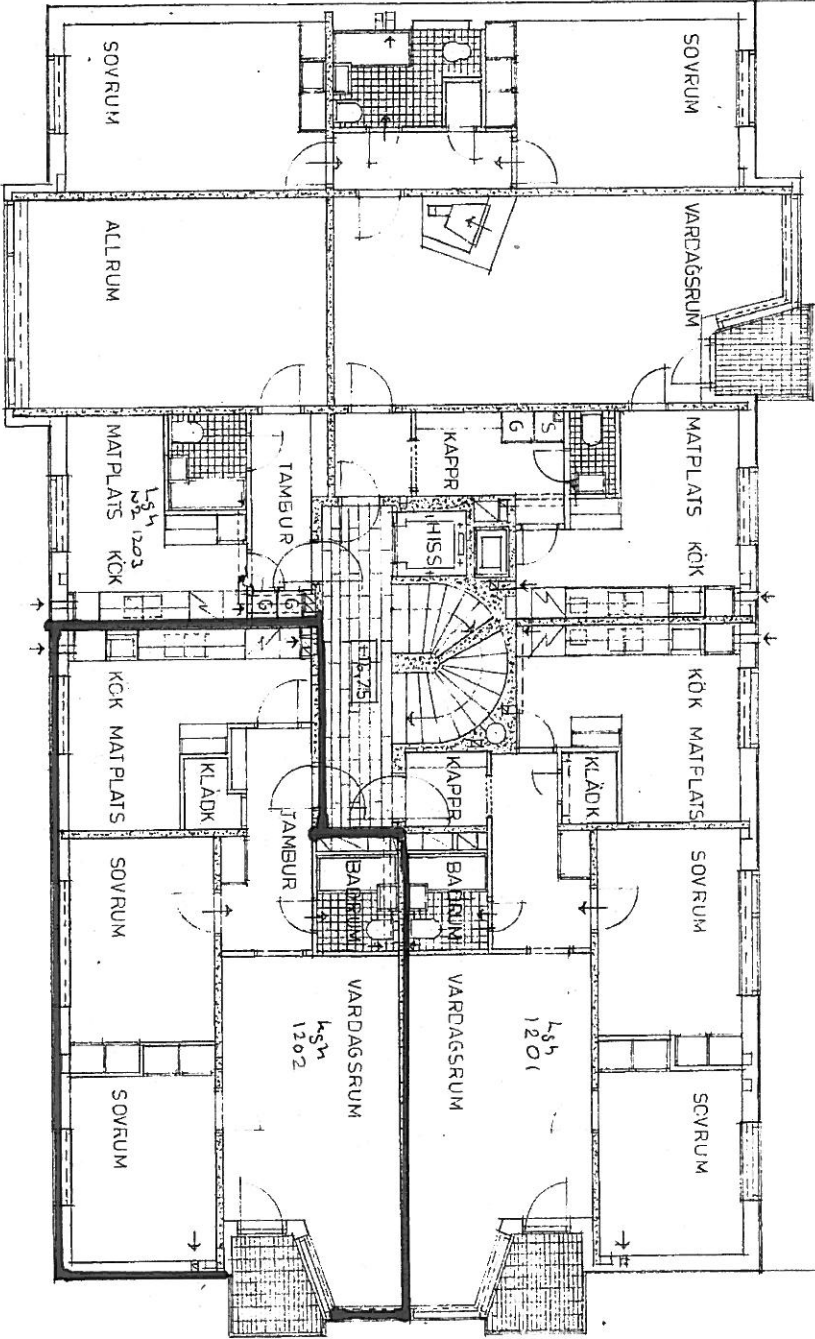 SOVRUM
VARDAGSRUM
MATPLATS KÖK
KÖK MATPLATS
SOVRUM
SOVRUM
KLÄDK
S
G
Lgh
1201
KAPPR
HISS
KAPPR
BADRUM
VARDAGSRUM
BADRUM
VARDAGSRUM
TAMBUR
G
G
TAMBUR
Lgh
1202
KLÄDK
Lgh
1203
SOVRUM
ALLRUM
MATPLATS KÖK
KÖK MATPLATS
SOVRUM
SOVRUM